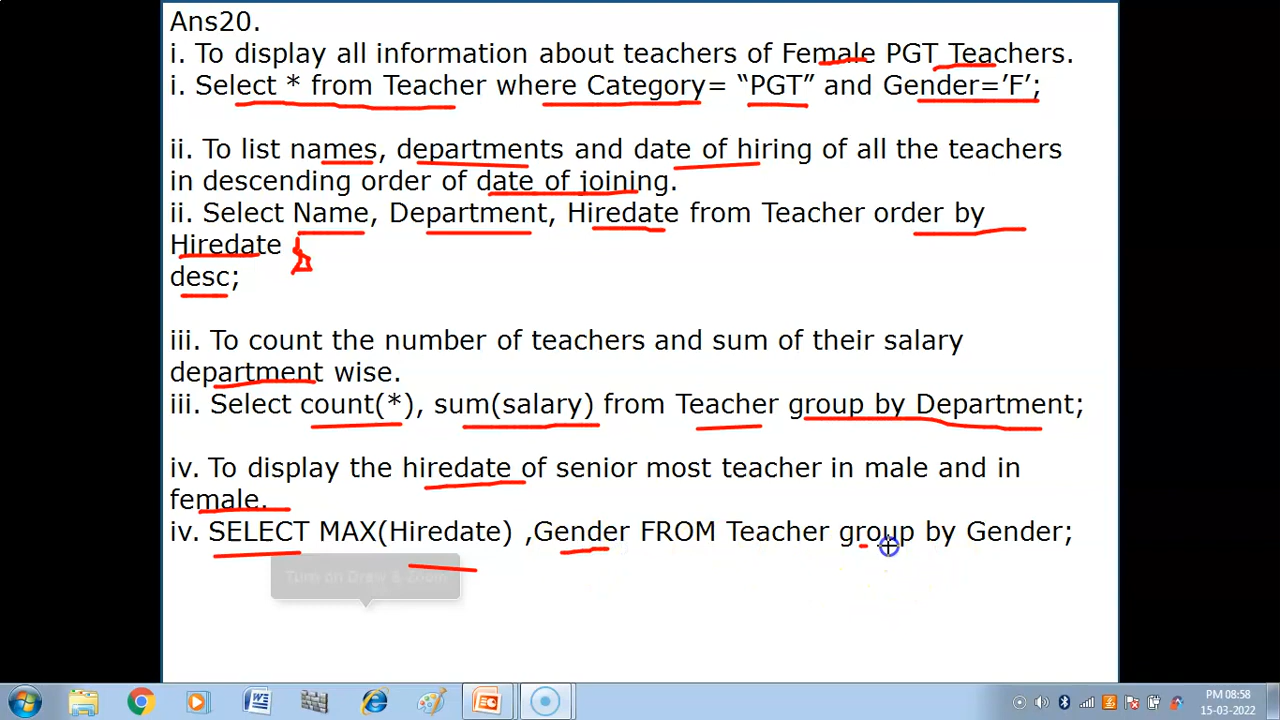 Ans20.
i. To display all information about teachers of Female PGT Teachers.
i. Select * from Teacher where Category= “PGT” and Gender=’F’;
ii. To list names, departments and date of hiring of all the teachers
in descending order of date of joining.
ii. Select Name, Department, Hiredate from Teacher order by
Hiredate
desc;
iii. To count the number of teachers and sum of their salary
department wise.
iii. Select count(*), sum(salary) from Teacher group by Department;
iv. To display the hiredate of senior most teacher in male and in
female.
iv. SELECT MAX(Hiredate) ,Gender FROM Teacher group by Gender;
Turn on Draw & Zoom
PM 08:58
15-03-2022